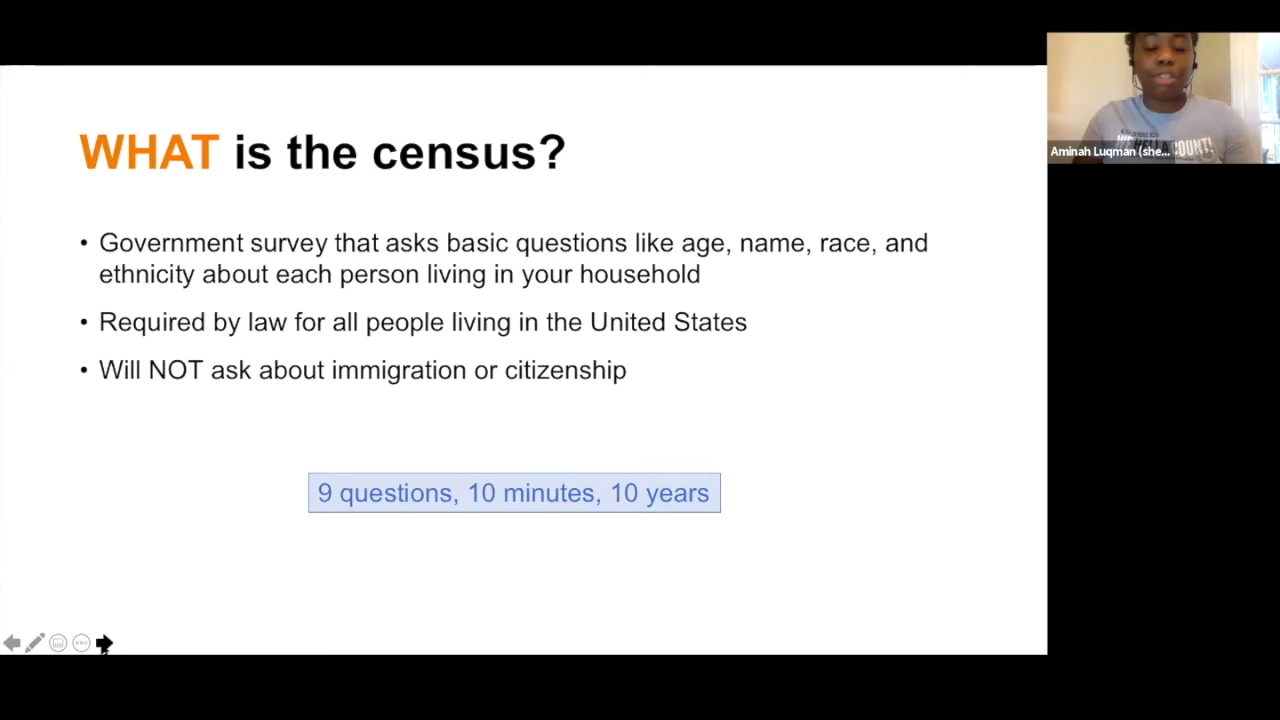 WHAT is the census?
• Government survey that asks basic questions like age, name, race, and
ethnicity about each person living in your household
• Required by law for all people living in the United States
• Will NOT ask about immigration or citizenship
9 questions, 10 minutes, 10 years
Aminah Luqman (she...
HELLA COUNT!